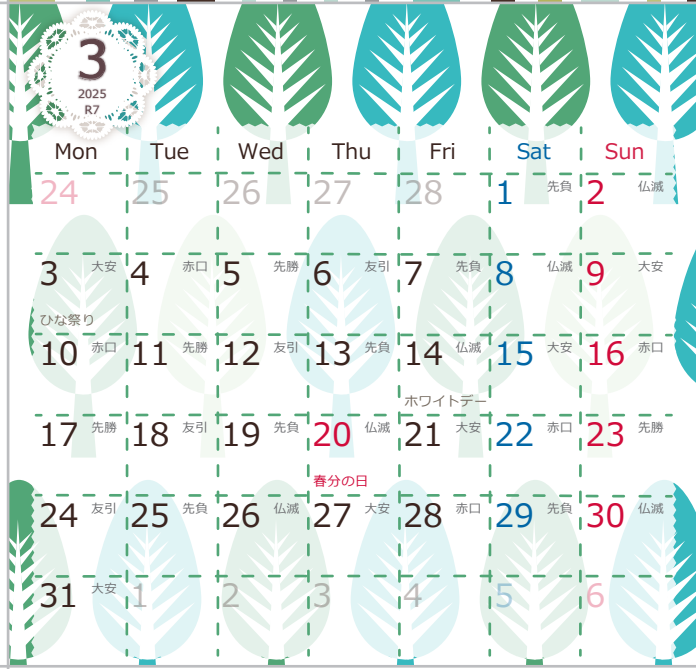 3
2025
R7
Mon Tue Wed Thu Fri Sat Sun
24 25 26 27 28 1 先負 2 仏滅
3 大安 4 赤口 5 先勝 6 友引 7 先負 8 仏滅 9 大安
ひな祭り
10 赤口 11 先勝 12 友引 13 先負 14 仏滅 15 大安 16 赤口
ホワイトデー
17 先勝 18 友引 19 先負 20 仏滅 21 大安 22 赤口 23 先勝
春分の日
24 友引 25 先負 26 仏滅 27 大安 28 赤口 29 先負 30 仏滅
31 大安 1 2 3 4 5 6